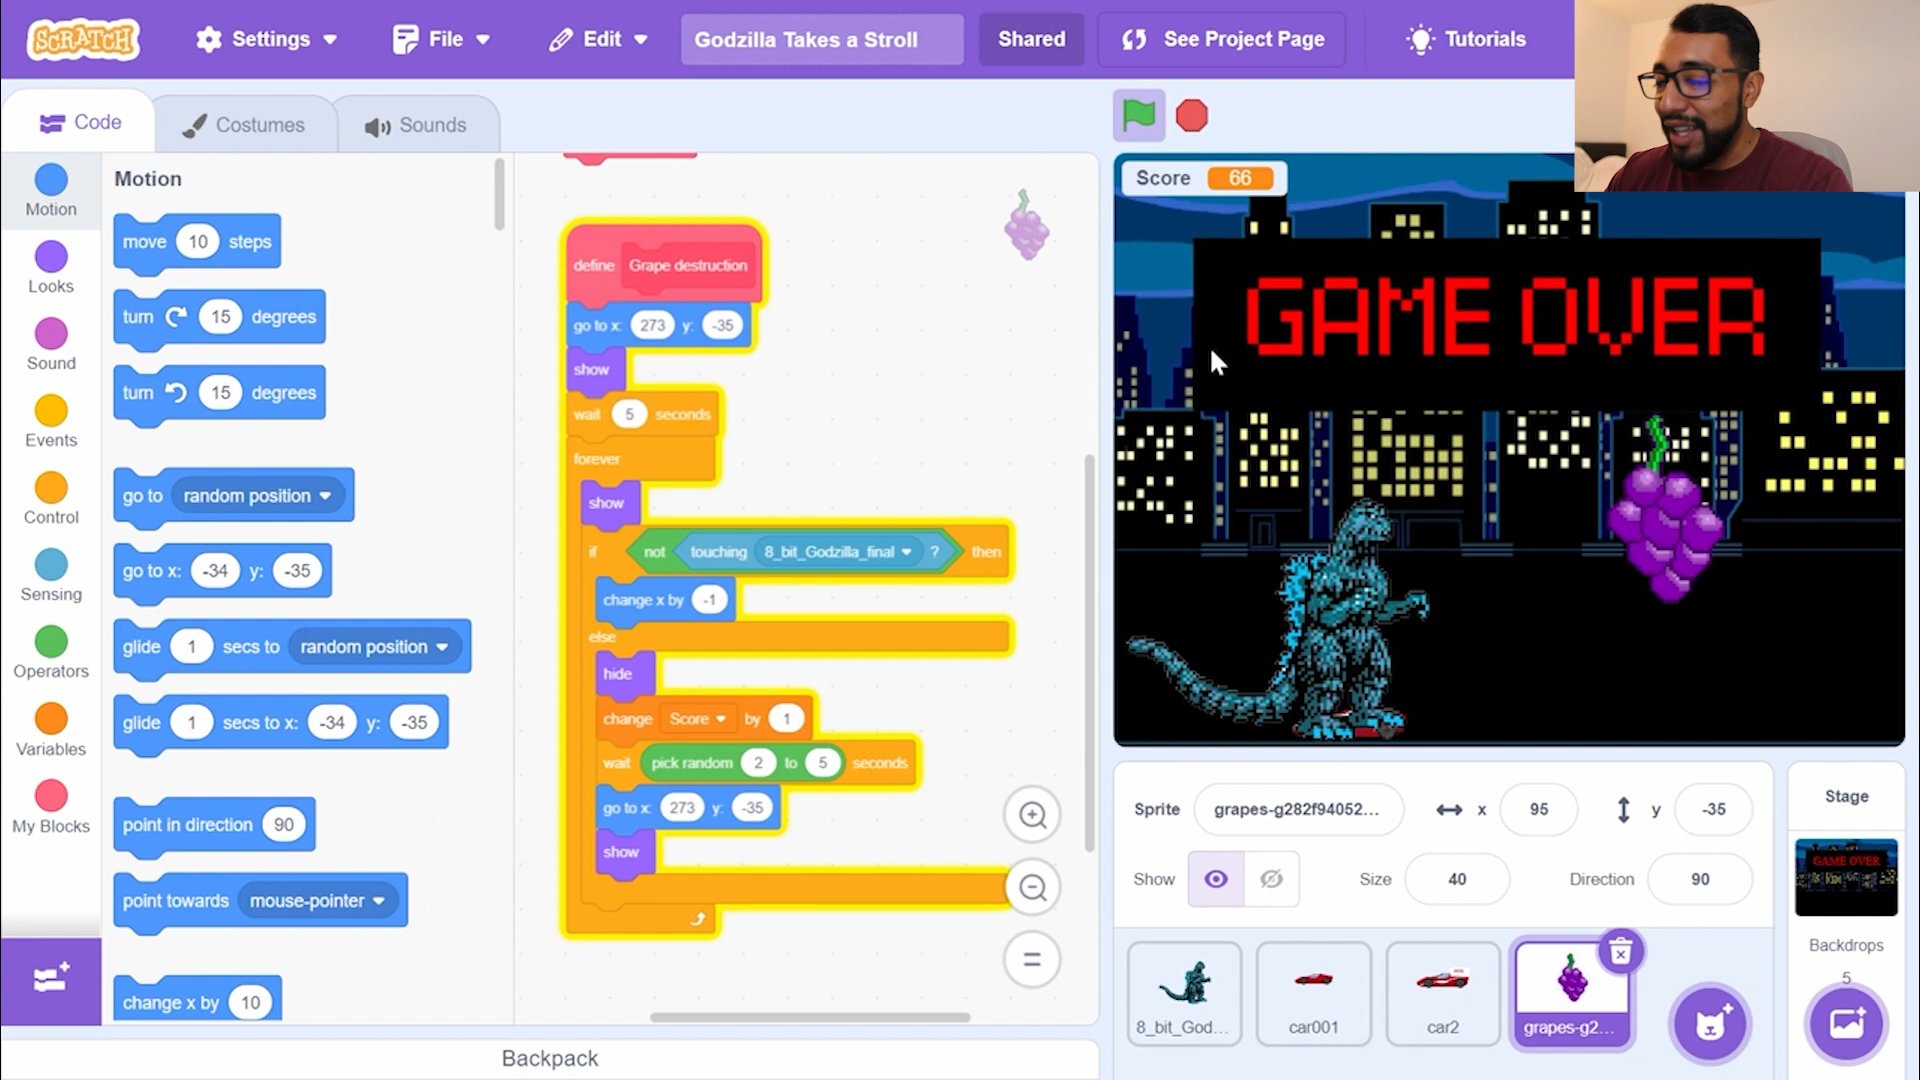 SCRATCH
Settings
File
Edit
Godzilla Takes a Stroll
Shared
See Project Page
Tutorials
Code
Costumes
Sounds
Motion
Looks
Sound
Events
Control
Sensing
Operators
Variables
My Blocks
Motion
move 10 steps
turn 15 degrees
turn 15 degrees
go to random position
go to x: -34 y: -35
glide 1 secs to random position
glide 1 secs to x: -34 y: -35
point in direction 90
point towards mouse-pointer
change x by 10
define Grape destruction
go to x: 273 y: -35
show
wait 5 seconds
forever
show
if not touching 8_bit_Godzilla_final ? then
change x by -1
else
hide
change Score by 1
wait pick random 2 to 5 seconds
go to x: 273 y: -35
show
Backpack
Score 66
GAME OVER
Sprite grapes-g282f94052... x 95 y -35
Show Size 40 Direction 90
8_bit_God...
car001
car2
grapes-g2...
Stage
GAME OVER
Backdrops
5